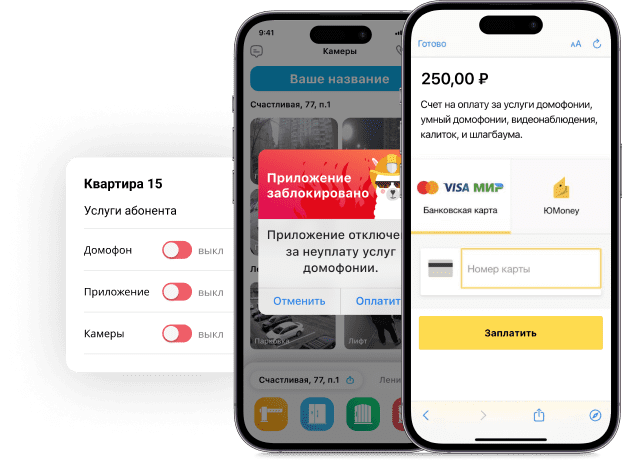 Квартира 15
Услуги абонента
Домофон
выкл
Приложение
выкл
Камеры
выкл
9:41
Камеры
Ваше название
Счастливая, 77, п.1
Приложение
заблокировано
Приложение отключе
за неуплату услуг
домофонии.
Отменить
Оплатит
Парковка
Лифт
Счастливая, 77, п.1
Лени
Готово
AA
250,00 ₽
Счет на оплату за услуги домофонии,
умный домофонии, видеонаблюдения,
калиток, и шлагбаума.
VISA
МИР
Банковская карта
ЮMoney
Номер карты
Заплатить